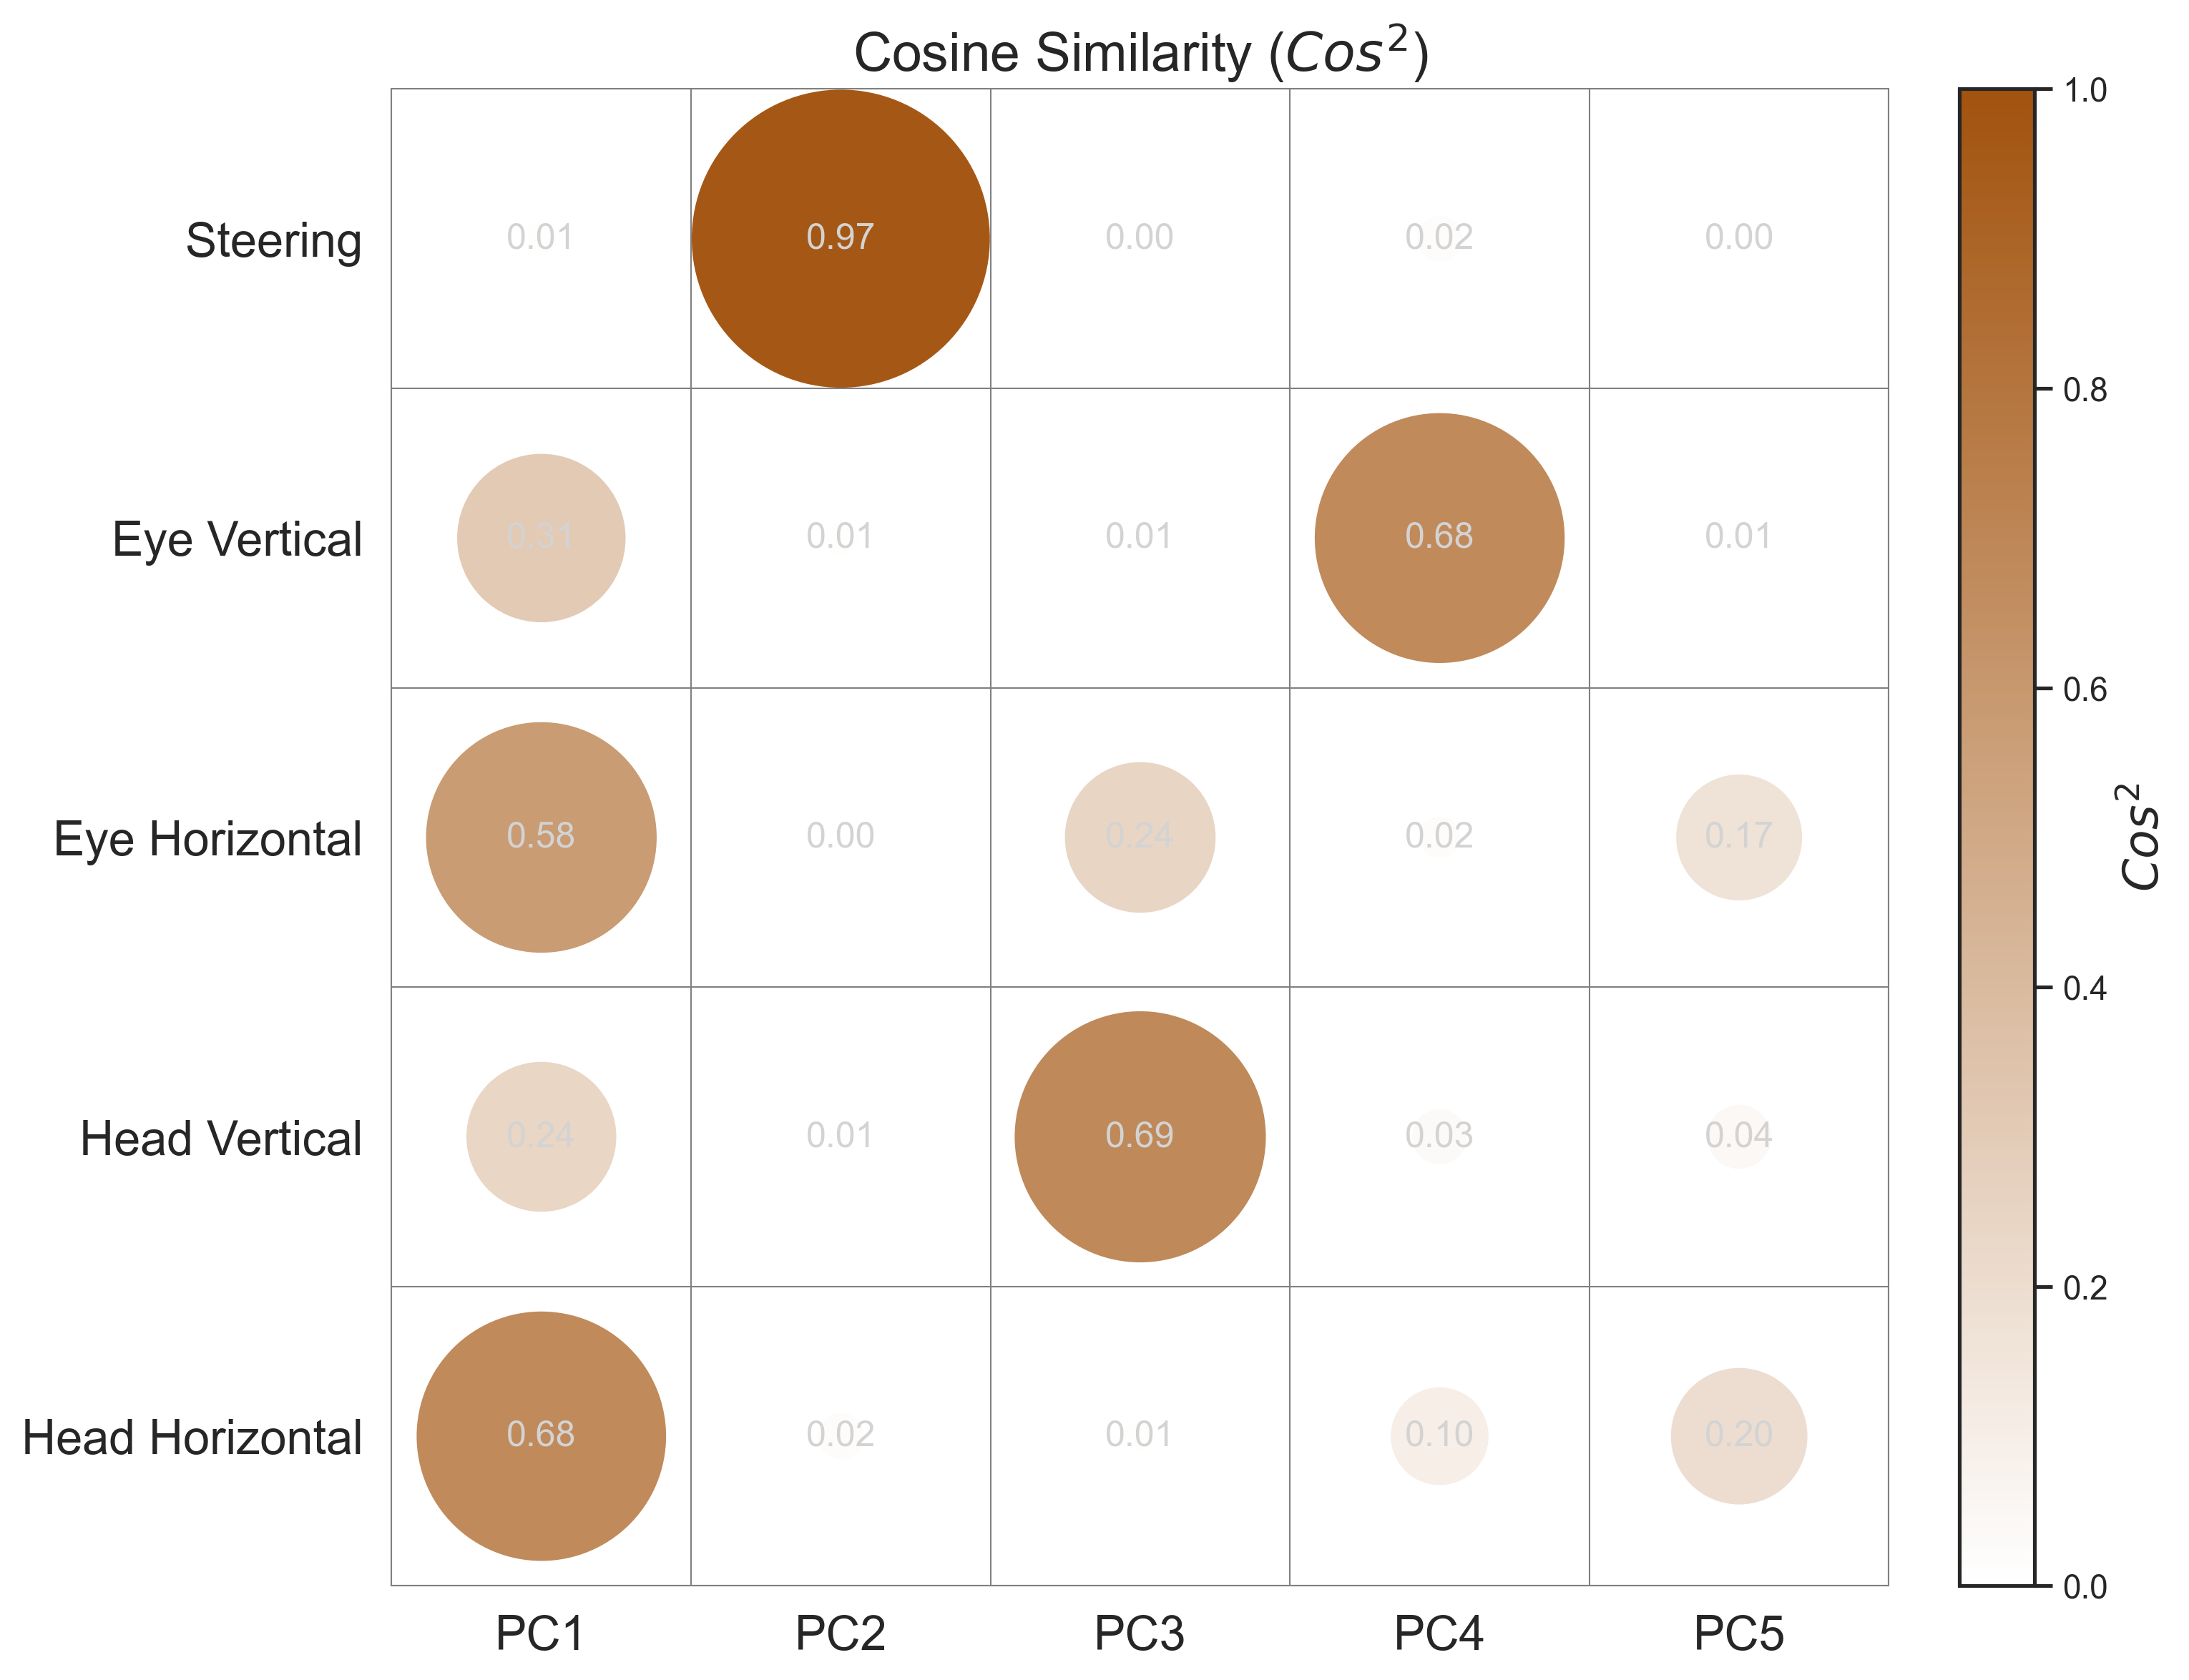 Cosine Similarity (Cos²)
Steering 0.01 0.97 0.00 0.02 0.00
Eye Vertical 0.31 0.01 0.01 0.68 0.01
Eye Horizontal 0.58 0.00 0.24 0.02 0.17
Head Vertical 0.24 0.01 0.69 0.03 0.04
Head Horizontal 0.68 0.02 0.01 0.10 0.20
PC1 PC2 PC3 PC4 PC5
1.0
0.8
0.6
0.4
0.2
0.0
Cos²